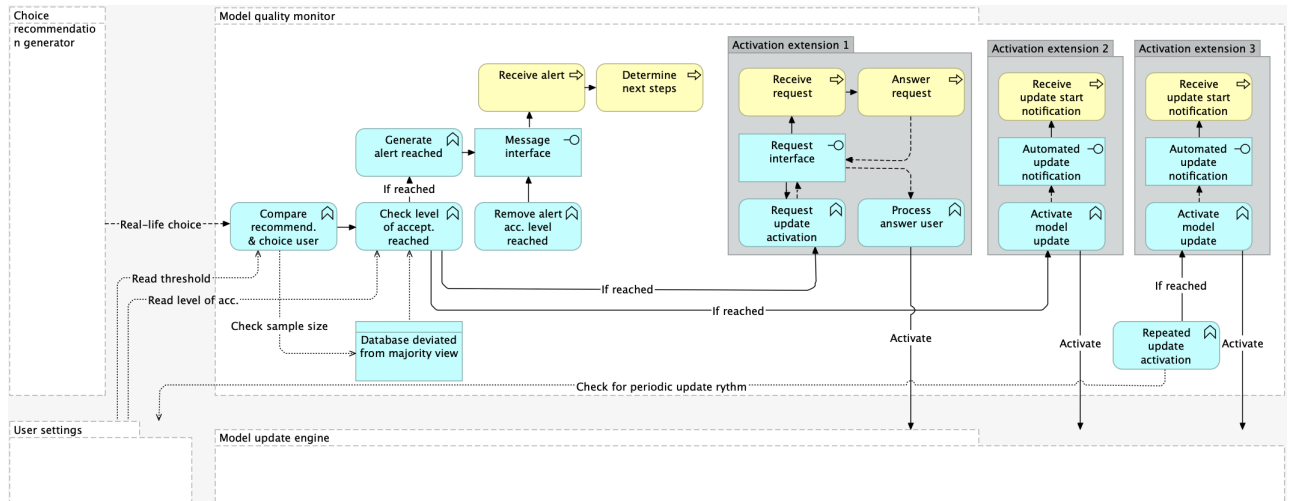 Choice
recommendatio
n generator
Model quality monitor
Activation extension 1
Activation extension 2
Activation extension 3
Receive alert
Determine
next steps
Receive
request
Answer
request
Receive
update start
notification
Receive
update start
notification
Generate
alert reached
Message
interface
Request
interface
Automated
update
notification
Automated
update
notification
If reached
Real-life choice
Compare
recommend.
& choice user
Check level
of accept.
reached
Remove alert
acc. level
reached
Request
update
activation
Process
answer user
Activate
model
update
Activate
model
update
Read threshold
Read level of acc.
If reached
If reached
If reached
Check sample size
Database deviated
from majority view
Repeated
update
activation
Activate
Activate
Activate
Check for periodic update rythm
User settings
Model update engine